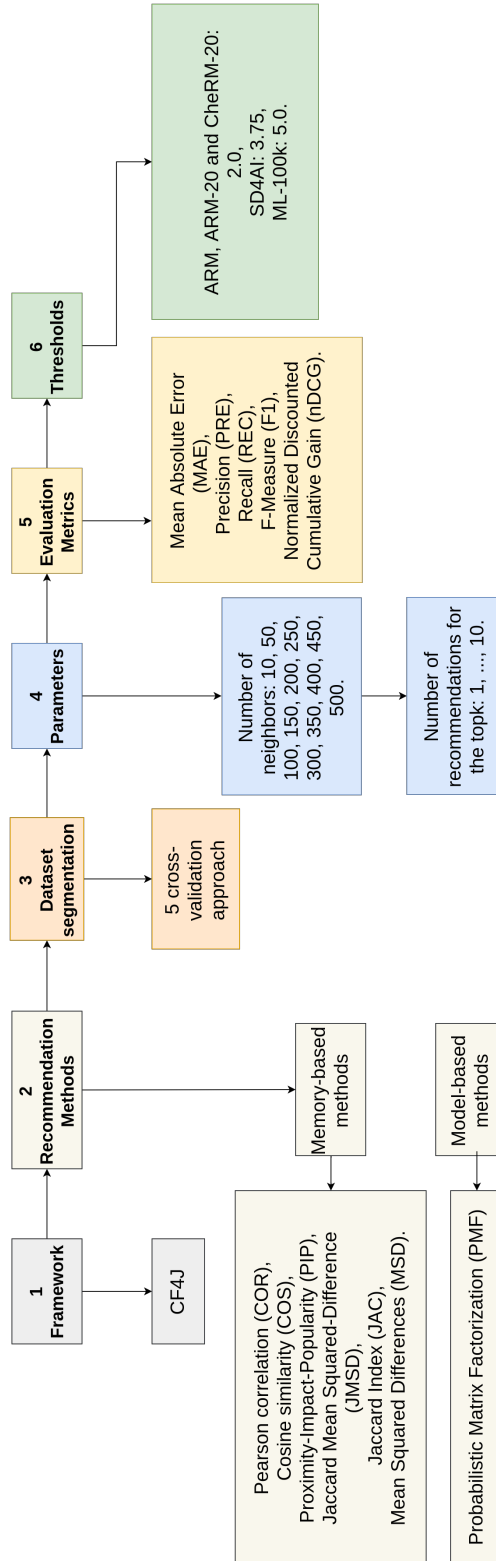 1
Framework
CF4J
2
Recommendation
Methods
Memory-based
methods
Pearson correlation (COR),
Cosine similarity (COS),
Proximity-Impact-Popularity (PIP),
Jaccard Mean Squared-Difference
(JMSD),
Jaccard Index (JAC),
Mean Squared Differences (MSD).
Model-based
methods
Probabilistic Matrix Factorization (PMF)
3
Dataset
segmentation
5 cross-
validation
approach
4
Parameters
Number of
neighbors: 10, 50,
100, 150, 200, 250,
300, 350, 400, 450,
500.
Number of
recommendations for
the topk: 1, ..., 10.
5
Evaluation
Metrics
Mean Absolute Error
(MAE),
Precision (PRE),
Recall (REC),
F-Measure (F1),
Normalized Discounted
Cumulative Gain (nDCG).
6
Thresholds
ARM, ARM-20 and CheRM-20:
2.0,
SD4AI: 3.75,
ML-100k: 5.0.